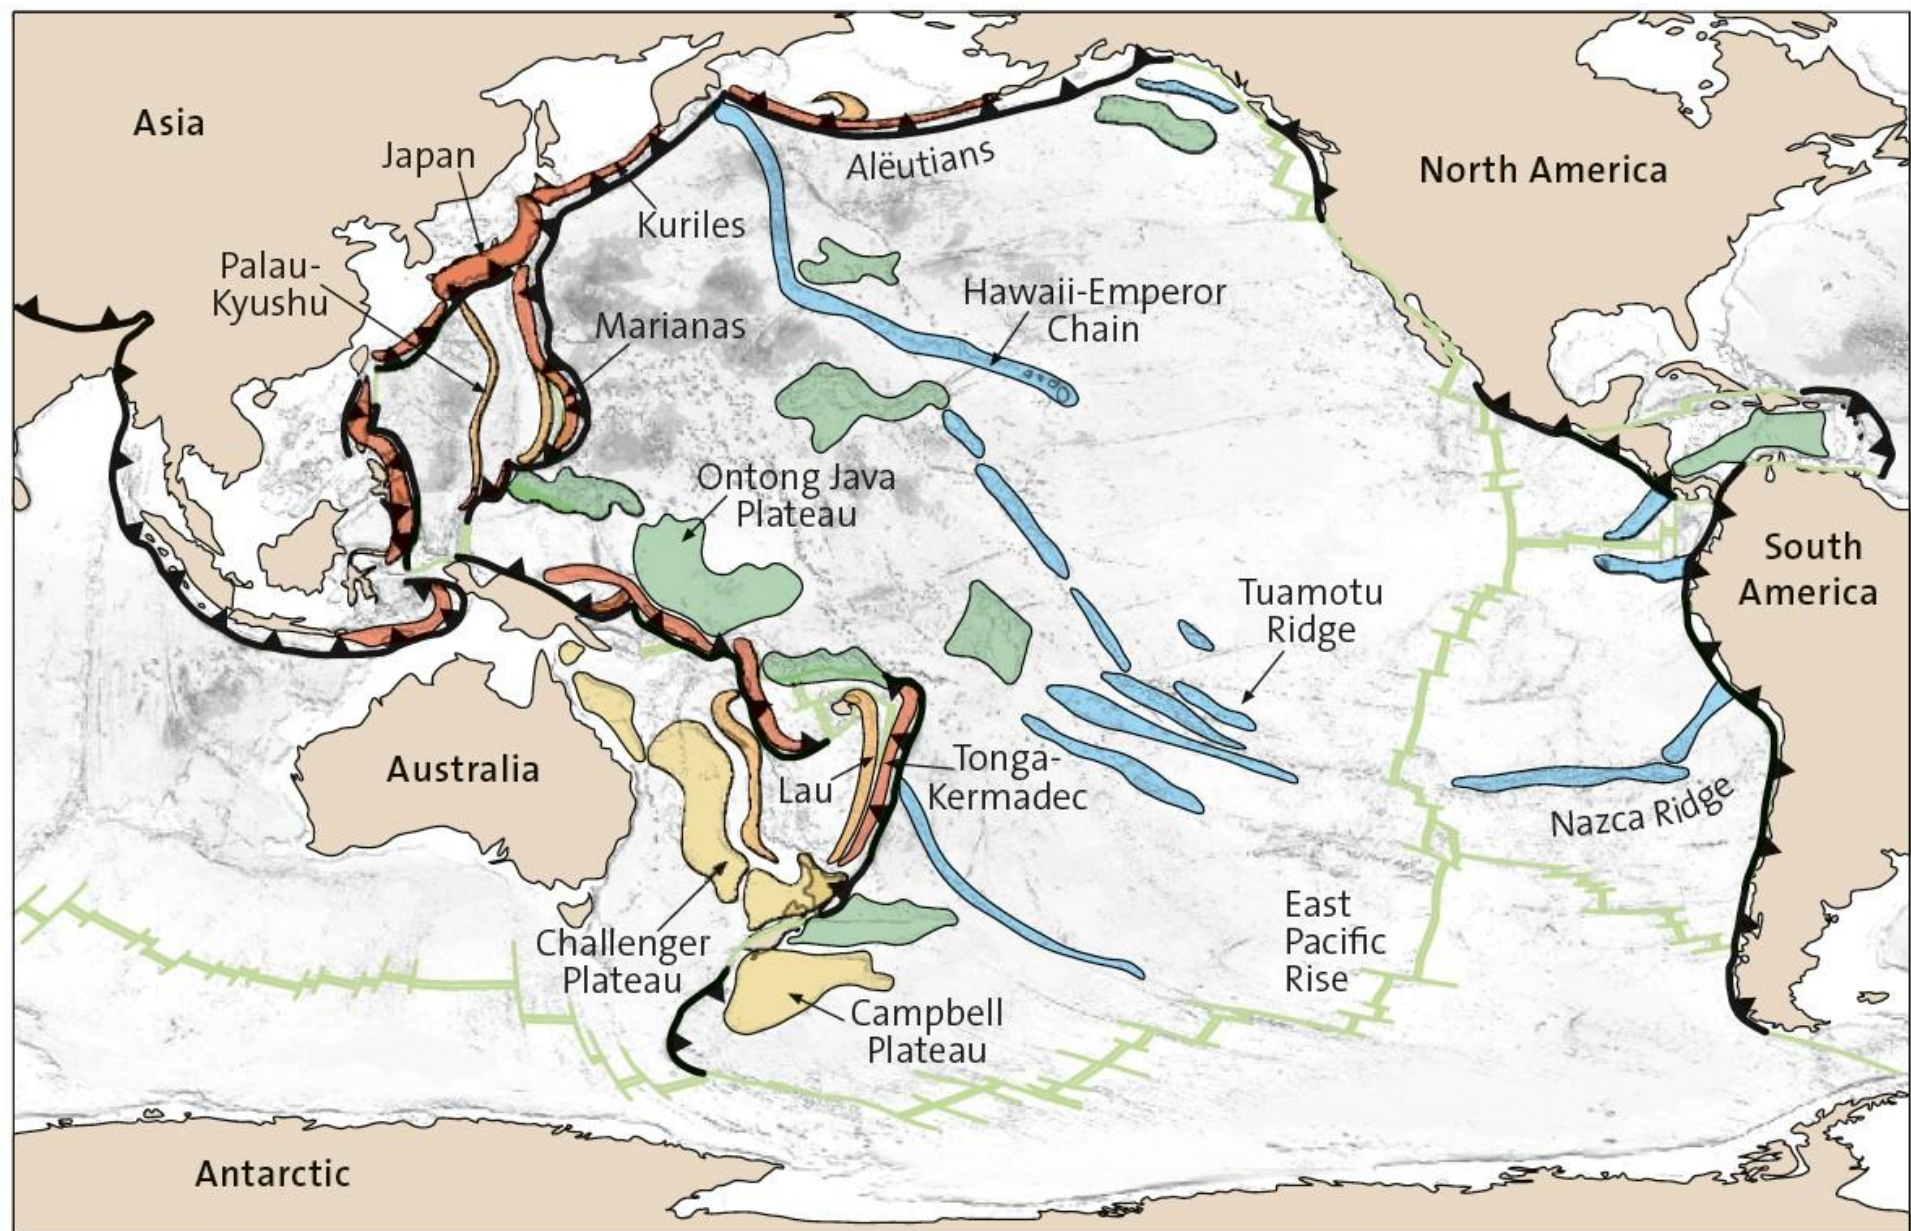 Asia
Japan
Palau-
Kyushu
Kuriles
Marianas
Alëutians
North America
Hawaii-Emperor
Chain
Ontong Java
Plateau
South
America
Tuamotu
Ridge
Australia
Lau
Tonga-
Kermadec
Nazca Ridge
Challenger
Plateau
Campbell
Plateau
East
Pacific
Rise
Antarctic